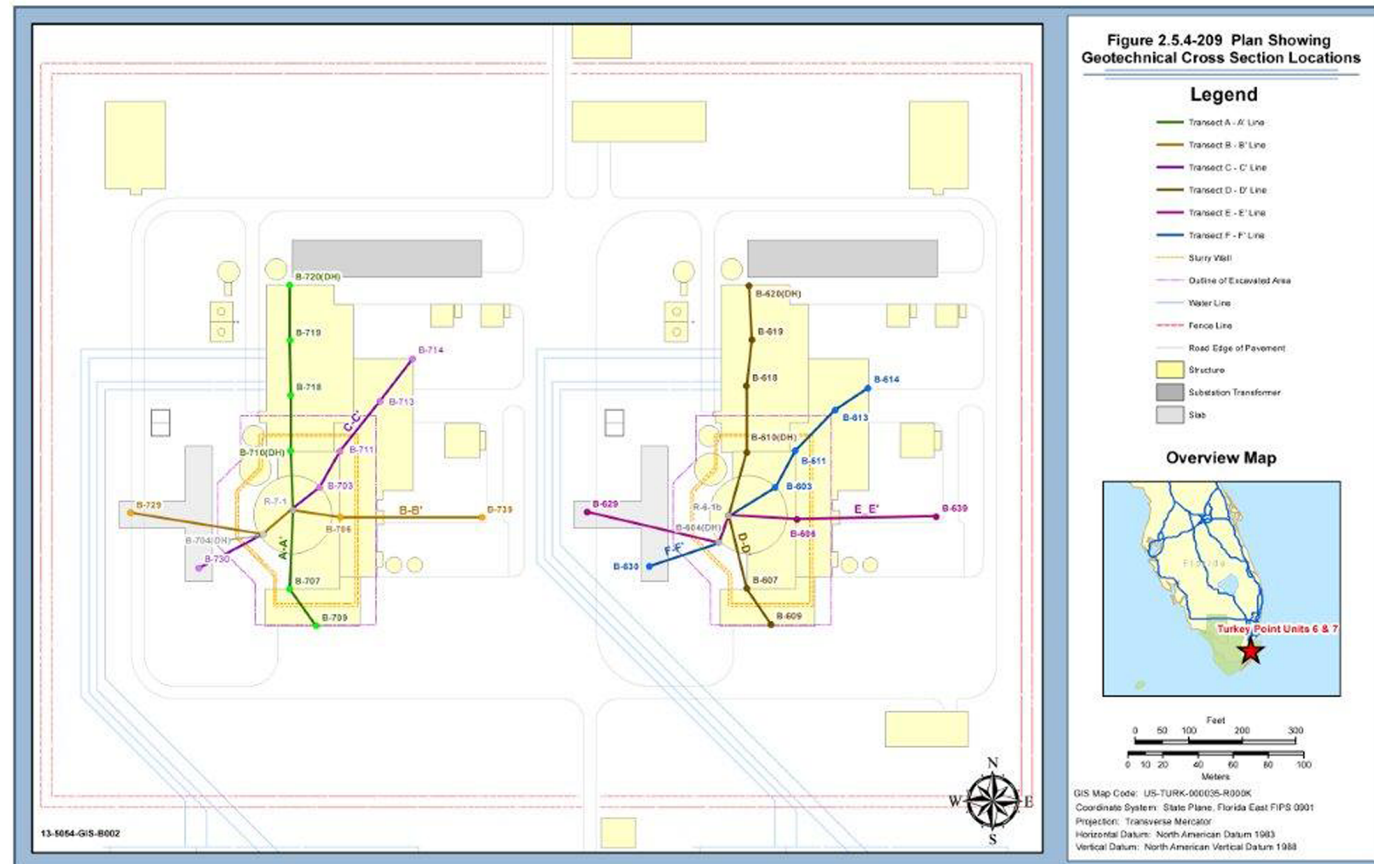 Figure 2.5.4-209 Plan Showing
Geotechnical Cross Section Locations
Legend
Transect A - A' Line
Transect B - B' Line
Transect C - C' Line
Transect D - D' Line
Transect E - E' Line
Transect F - F' Line
Slurry Wall
Outline of Excavated Area
Water Line
Fence Line
Road Edge of Pavement
Structure
Substation Transformer
Slab
Overview Map
Florida
Turkey Point Units 6 & 7
Feet
0 50 100 200 300
0 10 20 40 60 80 100
Meters
GIS Map Code: US-TURK-000035-R000K
Coordinate System: State Plane, Florida East FIPS 0901
Projection: Transverse Mercator
Horizontal Datum: North American Datum 1983
Vertical Datum: North American Vertical Datum 1988
B-720(DH)
B-719
B-714
B-718
B-713
C-C'
B-710(DH)
B-711
B-703
R-7-1
B-729
B-B'
B-739
B-706
B-704(DH)
B-730
A-A'
B-707
B-709
B-620(DH)
B-619
B-618
B-614
B-613
B-610(DH)
B-611
B-603
R-6-1b
B-629
E_E'
B-639
B-606
B-604(DH)
F-F'
D-D'
B-630
B-607
B-609
N
W
E
S
13-5054-GIS-B002